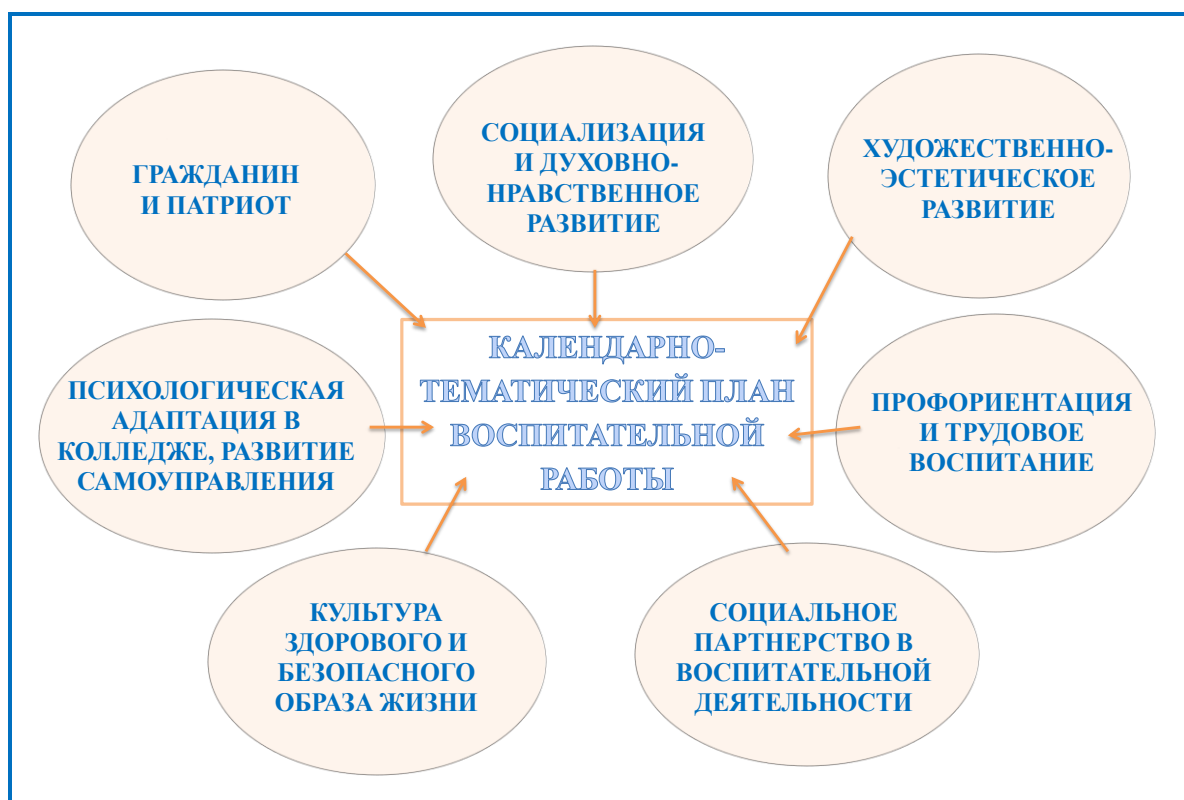 ГРАЖДАНИН
И ПАТРИОТ
СОЦИАЛИЗАЦИЯ
И ДУХОВНО-
НРАВСТВЕННОЕ
РАЗВИТИЕ
ХУДОЖЕСТВЕННО-
ЭСТЕТИЧЕСКОЕ
РАЗВИТИЕ
ПСИХОЛОГИЧЕСКАЯ
АДАПТАЦИЯ В
КОЛЛЕДЖЕ, РАЗВИТИЕ
САМОУПРАВЛЕНИЯ
КАЛЕНДАРНО-
ТЕМАТИЧЕСКИЙ ПЛАН
ВОСПИТАТЕЛЬНОЙ
РАБОТЫ
ПРОФОРИЕНТАЦИЯ
И ТРУДОВОЕ
ВОСПИТАНИЕ
КУЛЬТУРА
ЗДОРОВОГО И
БЕЗОПАСНОГО
ОБРАЗА ЖИЗНИ
СОЦИАЛЬНОЕ
ПАРТНЕРСТВО В
ВОСПИТАТЕЛЬНОЙ
ДЕЯТЕЛЬНОСТИ